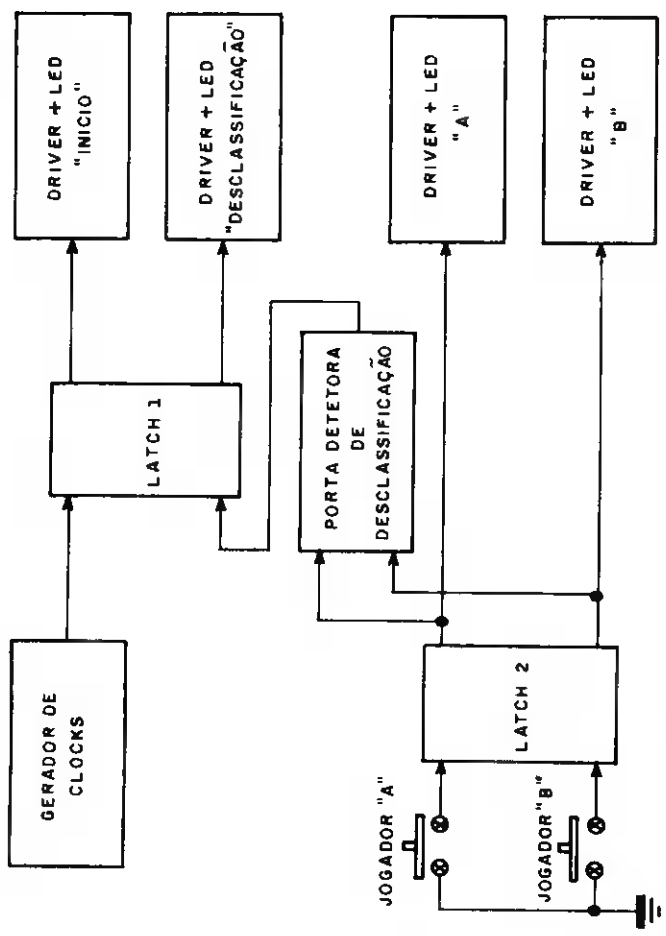 GERADOR DE
CLOCKS
LATCH 1
DRIVER + LED
"INICIO"
DRIVER + LED
"DESCLASSIFICAÇÃO"
PORTA DETETORA
DE
DESCLASSIFICAÇÃO
JOGADOR "A"
JOGADOR "B"
LATCH 2
DRIVER + LED
"A"
DRIVER + LED
"B"